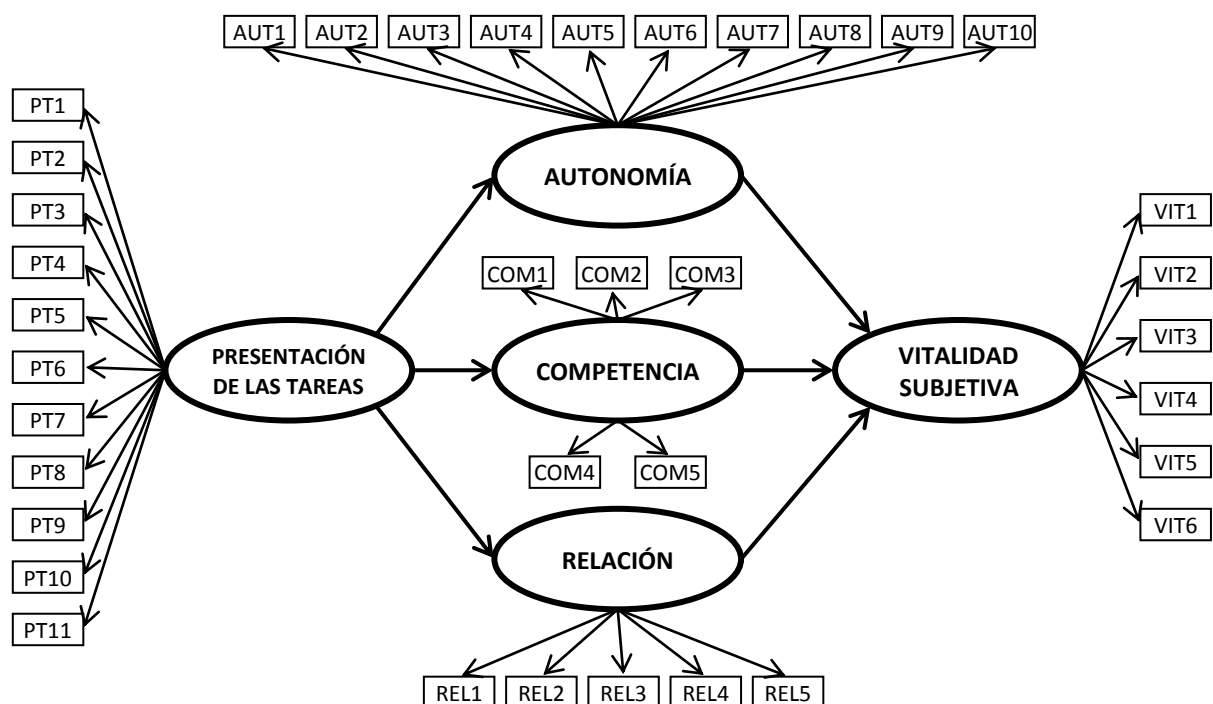 AUT1 AUT2 AUT3 AUT4 AUT5 AUT6 AUT7 AUT8 AUT9 AUT10
PT1
PT2
PT3
PT4
PT5
PT6
PT7
PT8
PT9
PT10
PT11
PRESENTACIÓN
DE LAS TAREAS
AUTONOMÍA
COM1 COM2 COM3
COMPETENCIA
COM4 COM5
RELACIÓN
REL1 REL2 REL3 REL4 REL5
VITALIDAD
SUBJETIVA
VIT1
VIT2
VIT3
VIT4
VIT5
VIT6